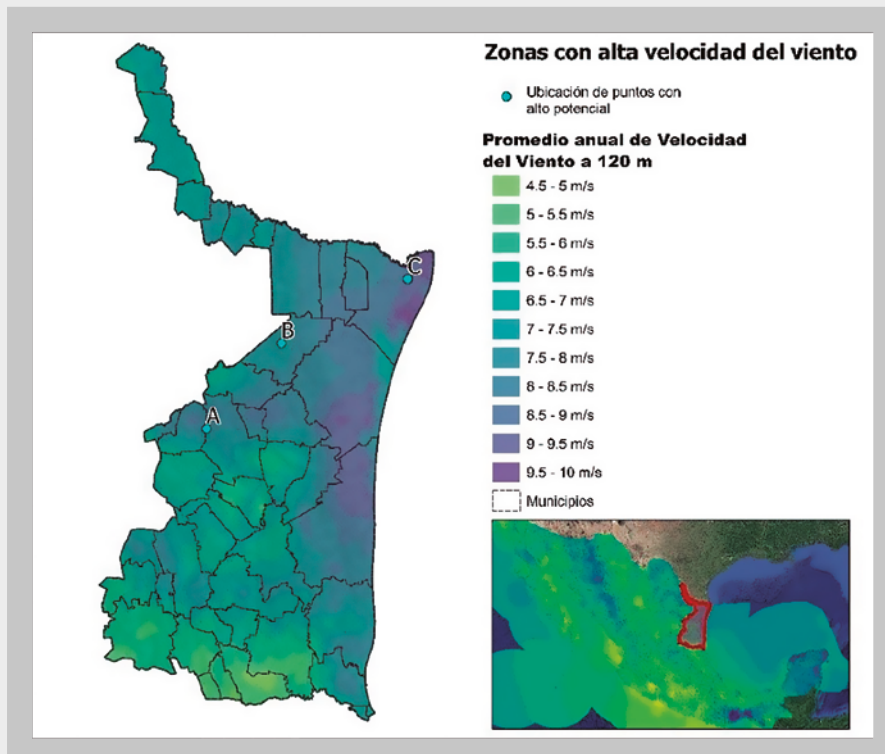 Zonas con alta velocidad del viento
Ubicación de puntos con
alto potencial
Promedio anual de Velocidad
del Viento a 120 m
4.5 - 5 m/s
5 - 5.5 m/s
5.5 - 6 m/s
6 - 6.5 m/s
6.5 - 7 m/s
7 - 7.5 m/s
7.5 - 8 m/s
8 - 8.5 m/s
8.5 - 9 m/s
9 - 9.5 m/s
9.5 - 10 m/s
Municipios
C
B
A